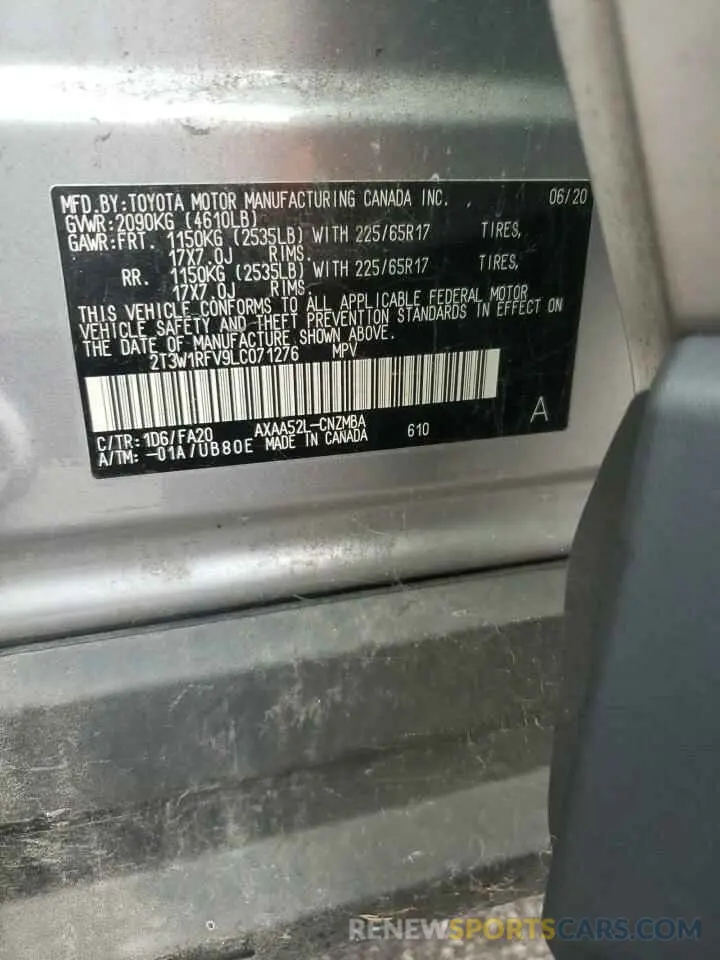 MFD.BY:TOYOTA MOTOR MANUFACTURING CANADA INC. 06/20
GVWR:2090KG (4610LB)
GAWR:FRT. 1150KG (2535LB) WITH 225/65R17 TIRES,
17X7.0J RIMS.
RR. 1150KG (2535LB) WITH 225/65R17 TIRES,
17X7.0J RIMS.
THIS VEHICLE CONFORMS TO ALL APPLICABLE FEDERAL MOTOR
VEHICLE SAFETY AND THEFT PREVENTION STANDARDS IN EFFECT ON
THE DATE OF MANUFACTURE SHOWN ABOVE.
2T3W1RFV9LC071276 MPV
A
C/TR:1D6/FA20 AXAA52L-CNZMBA 610
A/TM:-01A/UB80E MADE IN CANADA
RENEWSPORTSCARS.COM